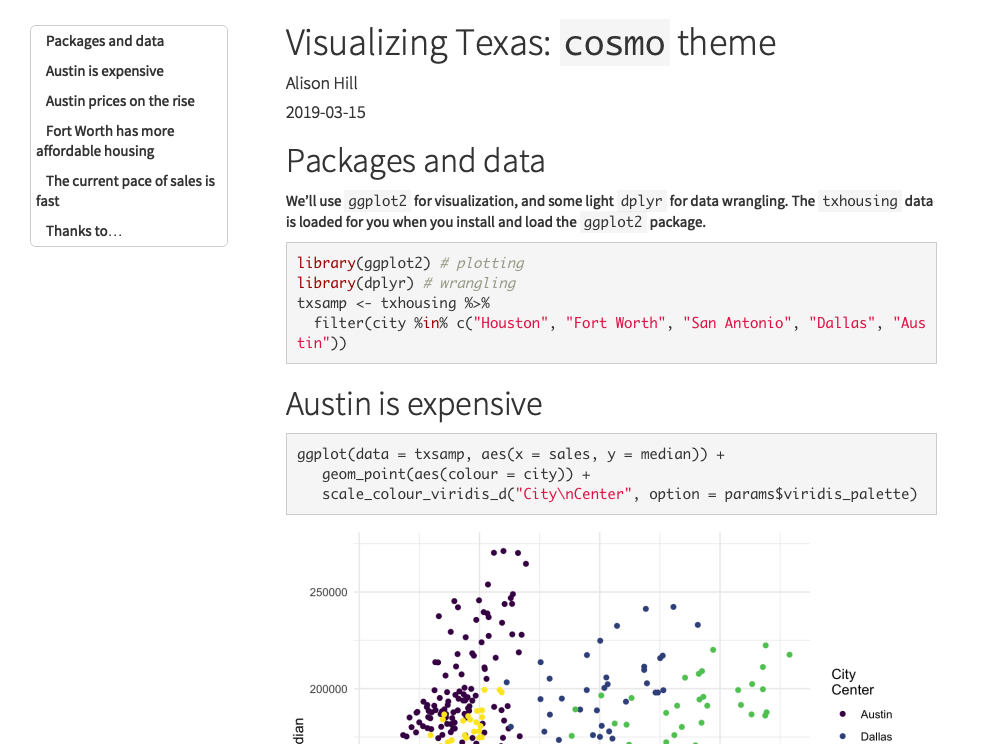 Packages and data
Austin is expensive
Austin prices on the rise
Fort Worth has more
affordable housing
The current pace of sales is
fast
Thanks to…
Visualizing Texas: cosmo theme
Alison Hill
2019-03-15
Packages and data
We’ll use ggplot2 for visualization, and some light dplyr for data wrangling. The txhousing data
is loaded for you when you install and load the ggplot2 package.
library(ggplot2) # plotting
library(dplyr) # wrangling
txsamp <- txhousing %>%
  filter(city %in% c("Houston", "Fort Worth", "San Antonio", "Dallas", "Aus
tin"))
Austin is expensive
ggplot(data = txsamp, aes(x = sales, y = median)) +
   geom_point(aes(colour = city)) +
   scale_colour_viridis_d("City\nCenter", option = params$viridis_palette)
250000
200000
dian
City
Center
Austin
Dallas